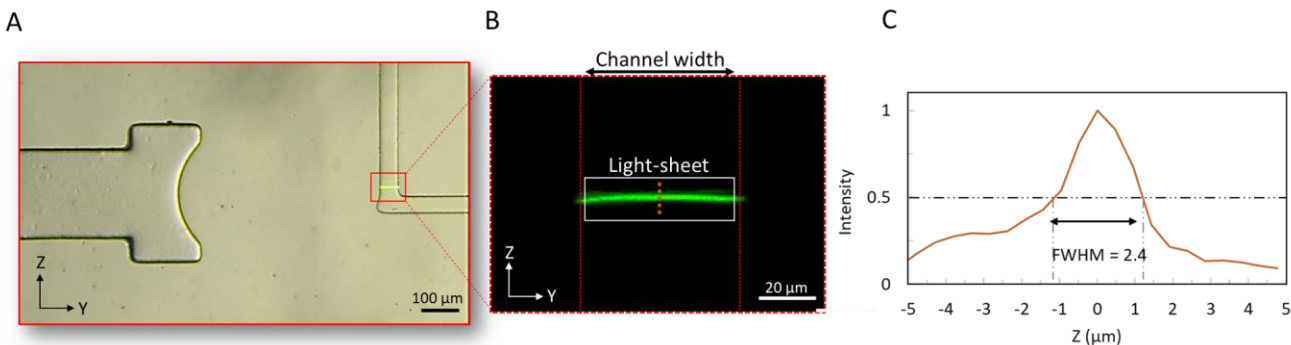 A
Z
Y
100 µm
B
Channel width
Light-sheet
Z
Y
20 µm
C
1
0.5
0
Intensity
FWHM = 2.4
-5 -4 -3 -2 -1 0 1 2 3 4 5
Z (µm)